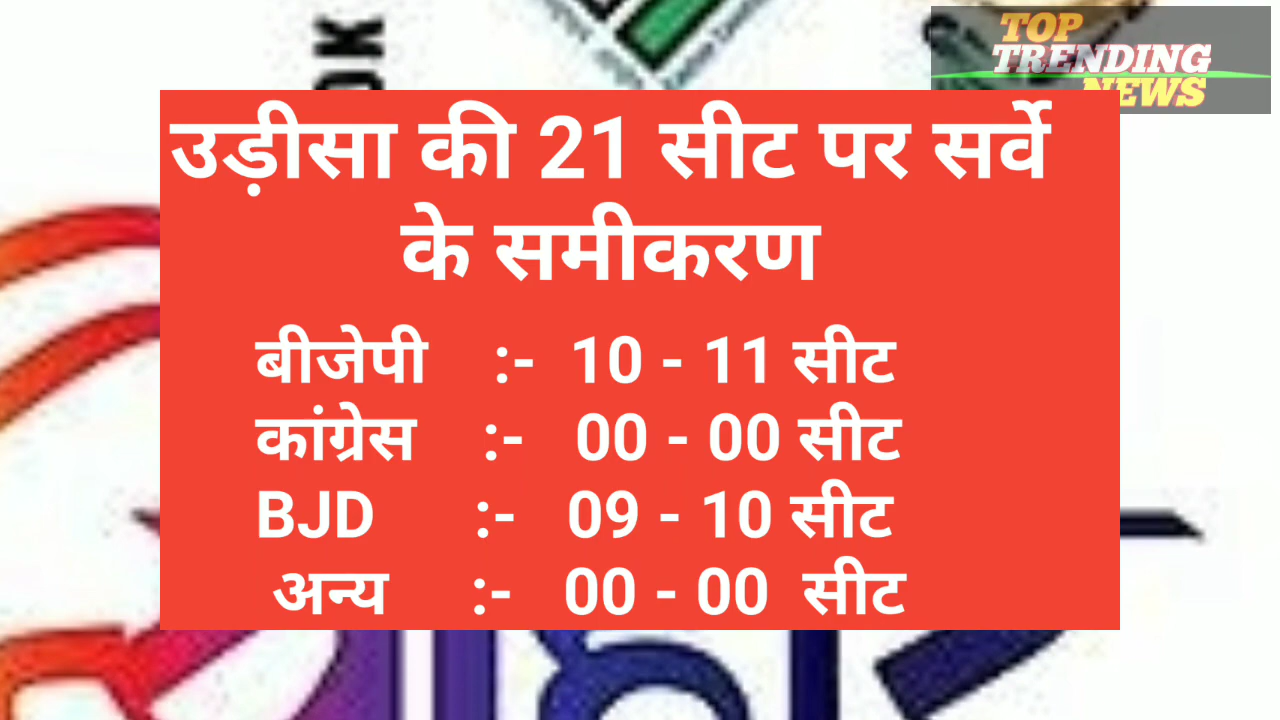 TOP
TRENDING
NEWS
उड़ीसा की 21 सीट पर सर्वे
के समीकरण
बीजेपी :- 10 - 11 सीट
कांग्रेस :- 00 - 00 सीट
BJD :- 09 - 10 सीट
अन्य :- 00 - 00 सीट